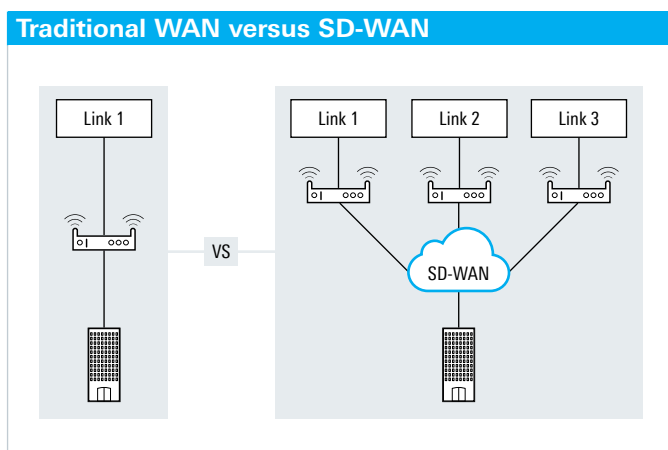 Traditional WAN versus SD-WAN
Link 1
VS
Link 1
Link 2
Link 3
SD-WAN